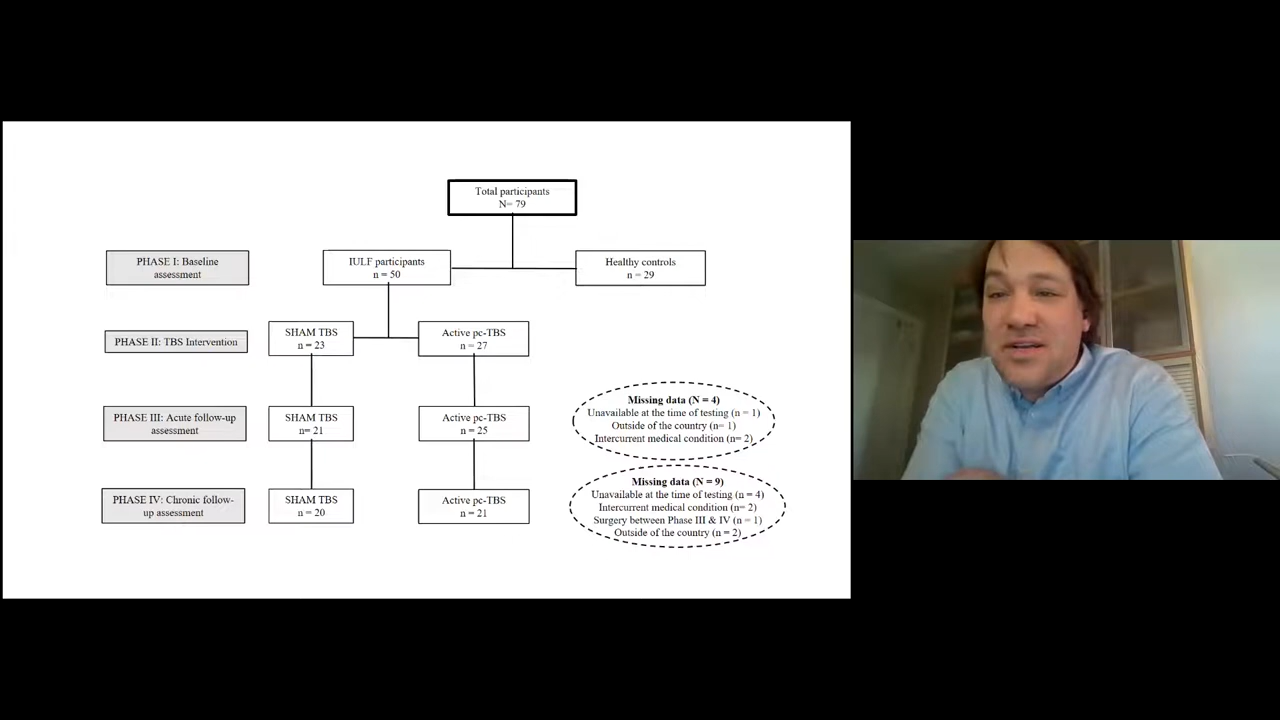 Total participants
N= 79
PHASE I: Baseline
assessment
IULF participants
n = 50
Healthy controls
n = 29
PHASE II: TBS Intervention
SHAM TBS
n = 23
Active pc-TBS
n = 27
PHASE III: Acute follow-up
assessment
SHAM TBS
n= 21
Active pc-TBS
n = 25
Missing data (N = 4)
Unavailable at the time of testing (n = 1)
Outside of the country (n= 1)
Intercurrent medical condition (n= 2)
PHASE IV: Chronic follow-
up assessment
SHAM TBS
n = 20
Active pc-TBS
n = 21
Missing data (N = 9)
Unavailable at the time of testing (n = 4)
Intercurrent medical condition (n= 2)
Surgery between Phase III & IV (n = 1)
Outside of the country (n = 2)